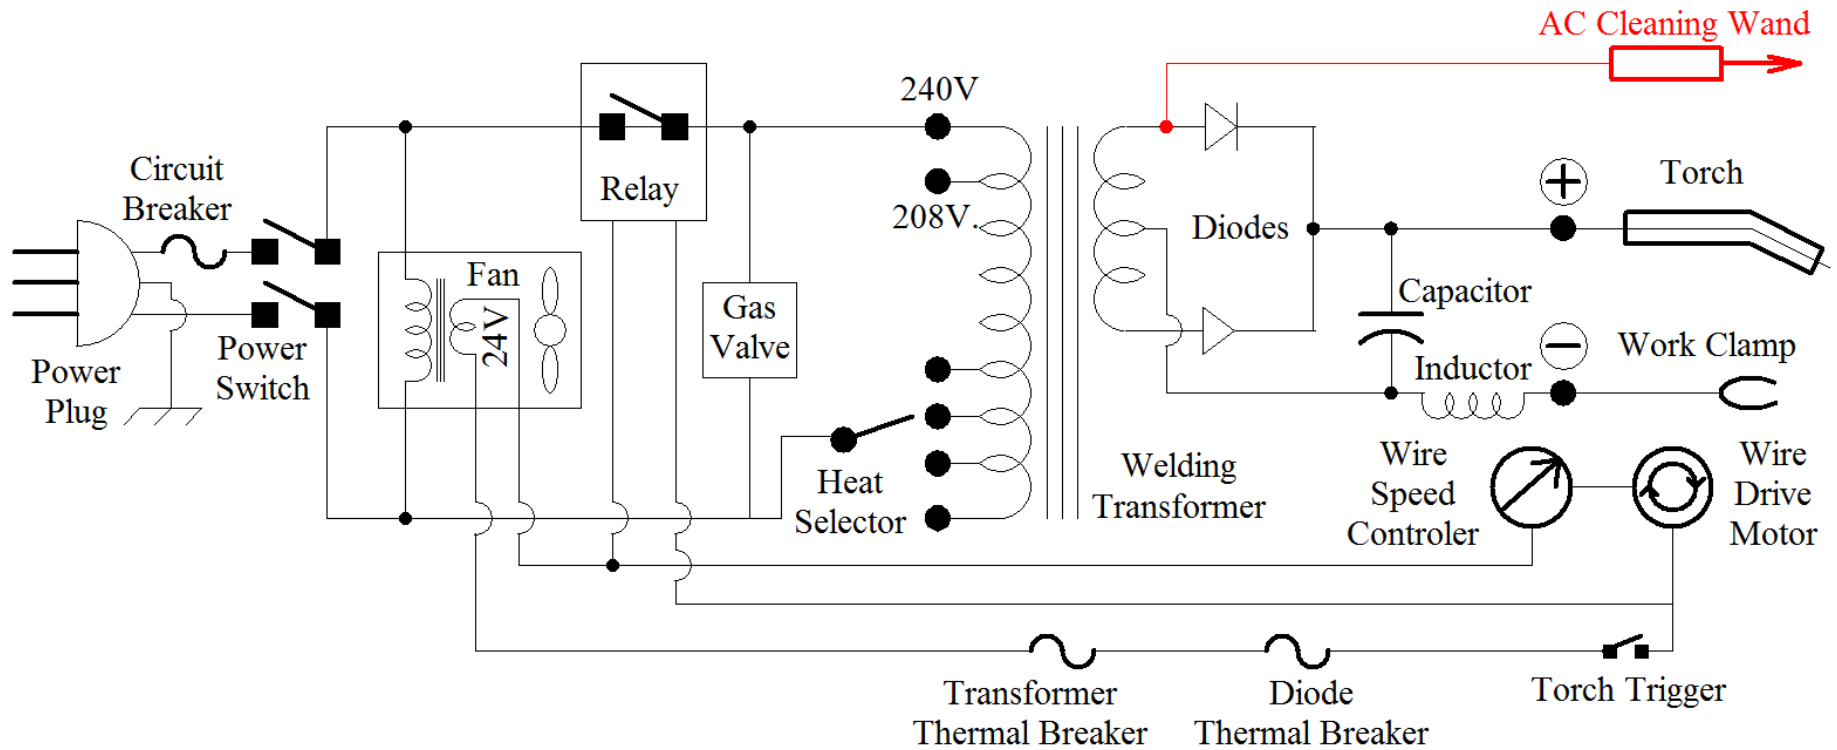 AC Cleaning Wand
240V
Circuit
Breaker
Relay
208V.
Diodes
Torch
Fan
24V
Gas
Valve
Capacitor
Power
Plug
Power
Switch
Inductor
Work Clamp
Heat
Selector
Welding
Transformer
Wire
Speed
Controler
Wire
Drive
Motor
Transformer
Thermal Breaker
Diode
Thermal Breaker
Torch Trigger